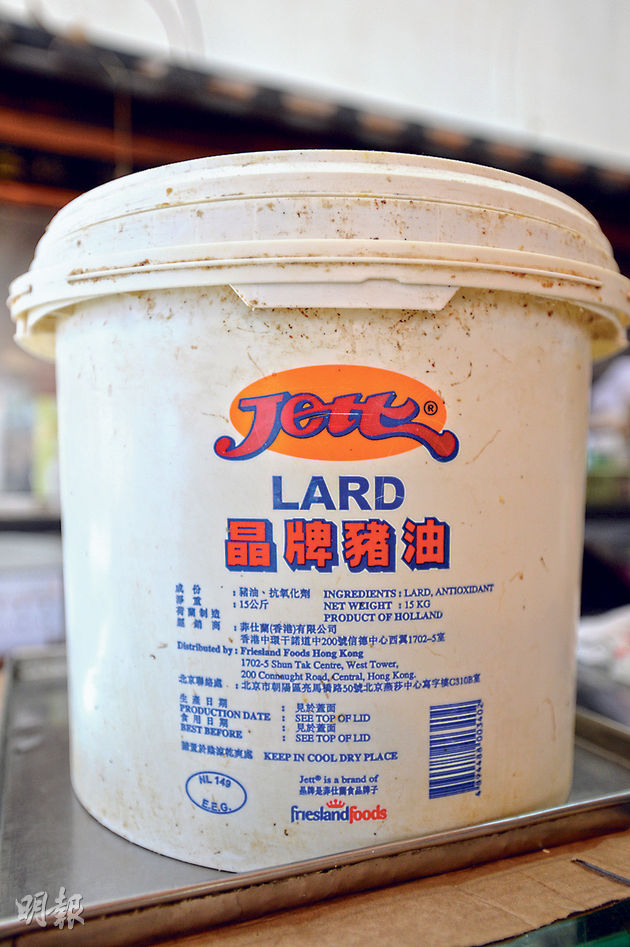 Jett®
LARD
晶牌豬油
成份 : 豬油、抗氧化劑 INGREDIENTS : LARD, ANTIOXIDANT
淨重 : 15公斤 NET WEIGHT : 15 KG
荷蘭製造 PRODUCT OF HOLLAND
經銷商 : 菲仕蘭(香港)有限公司
香港中環干諾道中200號信德中心西翼1702-5室
Distributed by : Friesland Foods Hong Kong
1702-5 Shun Tak Centre, West Tower,
200 Connaught Road, Central, Hong Kong.
北京聯絡處 : 北京市朝陽區亮馬橋路50號北京燕莎中心寫字樓C310B室
生產日期 : 見於蓋面
PRODUCTION DATE : SEE TOP OF LID
食用日期 : 見於蓋面
BEST BEFORE : SEE TOP OF LID
儲置於陰涼乾爽處 KEEP IN COOL DRY PLACE
NL 149
E.E.G.
Jett® is a brand of
晶牌是菲仕蘭食品牌子
frieslandfoods
明報